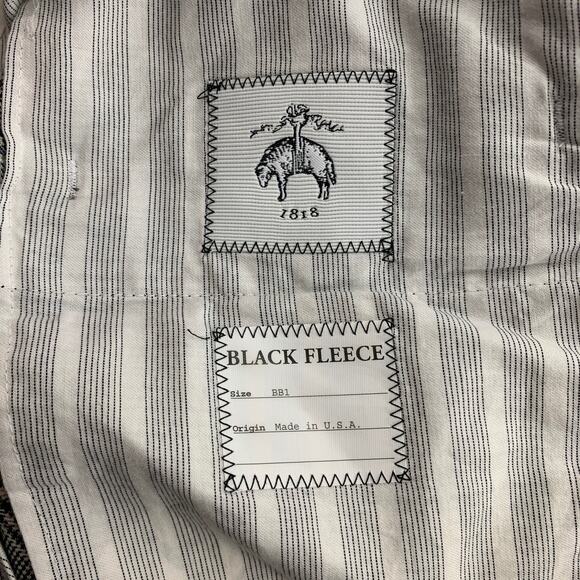 1818
BLACK FLEECE
Size BB1
Origin Made in U.S.A.